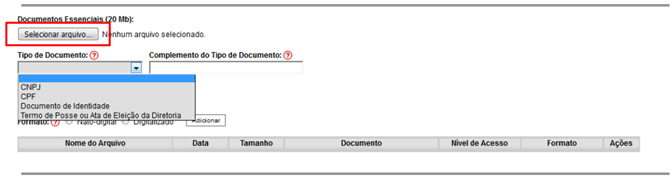 Documentos Essenciais (20 Mb):
Selecionar arquivo... Nenhum arquivo selecionado.
Tipo de Documento: ? Complemento do Tipo de Documento: ?
CNPJ
CPF
Documento de Identidade
Termo de Posse ou Ata de Eleição da Diretoria
Formato: ? Nato-digital Digitalizado Adicionar
Nome do Arquivo Data Tamanho Documento Nível de Acesso Formato Ações